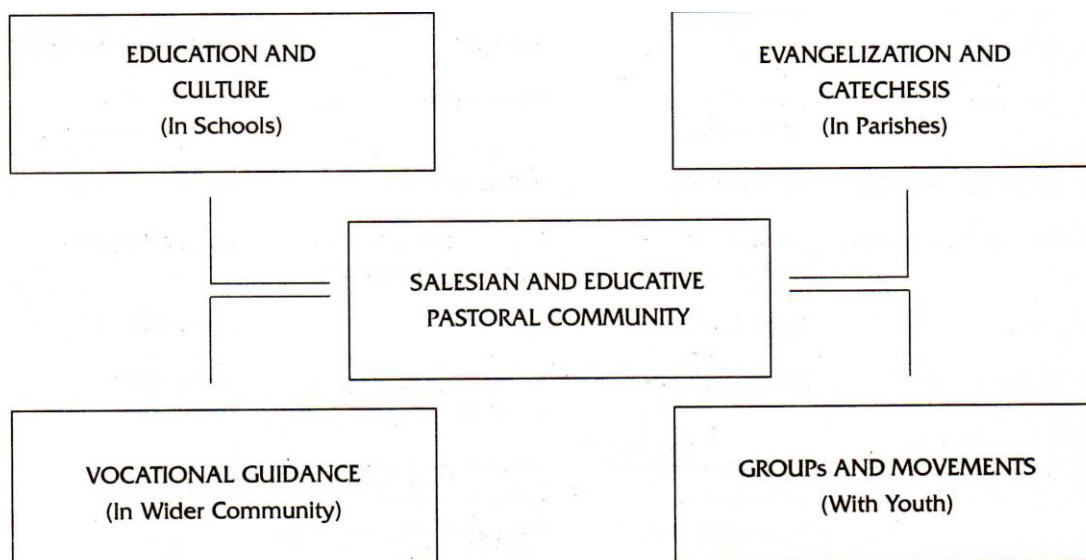 EDUCATION AND
CULTURE
(In Schools)
EVANGELIZATION AND
CATECHESIS
(In Parishes)
SALESIAN AND EDUCATIVE
PASTORAL COMMUNITY
VOCATIONAL GUIDANCE
(In Wider Community)
GROUPs AND MOVEMENTS
(With Youth)